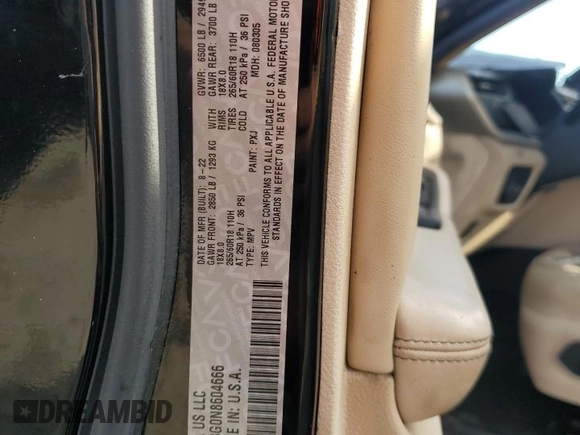 GVWR: 6500 LB / 294
GAWR REAR: 3700 LB
WITH 18X8.0
RIMS
TIRES 265/60R18 110H
COLD AT 250 kPa / 36 PSI
MDH: 080305
DATE OF MFR (BUILT): 8-22
GAWR FRONT: 2850 LB / 1293 KG
18X8.0
265/60R18 110H
AT 250 kPa / 36 PSI
TYPE: MPV
PAINT: PXJ
THIS VEHICLE CONFORMS TO ALL APPLICABLE U.S.A. FEDERAL MOTOR
STANDARDS IN EFFECT ON THE DATE OF MANUFACTURE SHO
US LLC
G0N8604666
E IN: U.S.A.
DREAMBID